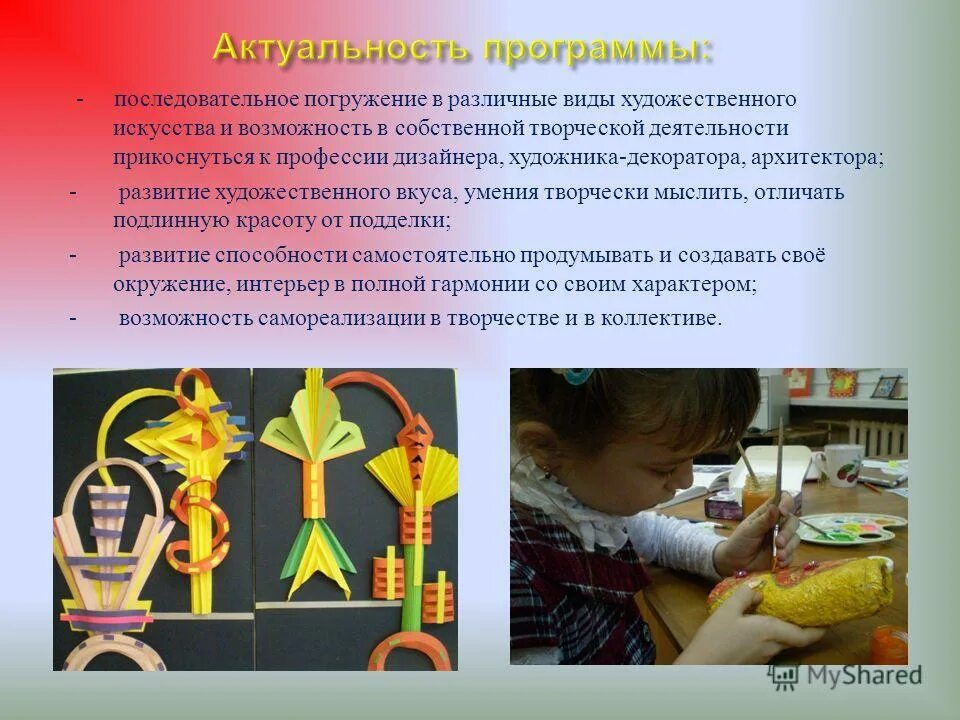 Актуальность программы:
- последовательное погружение в различные виды художественного
искусства и возможность в собственной творческой деятельности
прикоснуться к профессии дизайнера, художника-декоратора, архитектора;
- развитие художественного вкуса, умения творчески мыслить, отличать
подлинную красоту от подделки;
- развитие способности самостоятельно продумывать и создавать своё
окружение, интерьер в полной гармонии со своим характером;
- возможность самореализации в творчестве и в коллективе.
MyShared